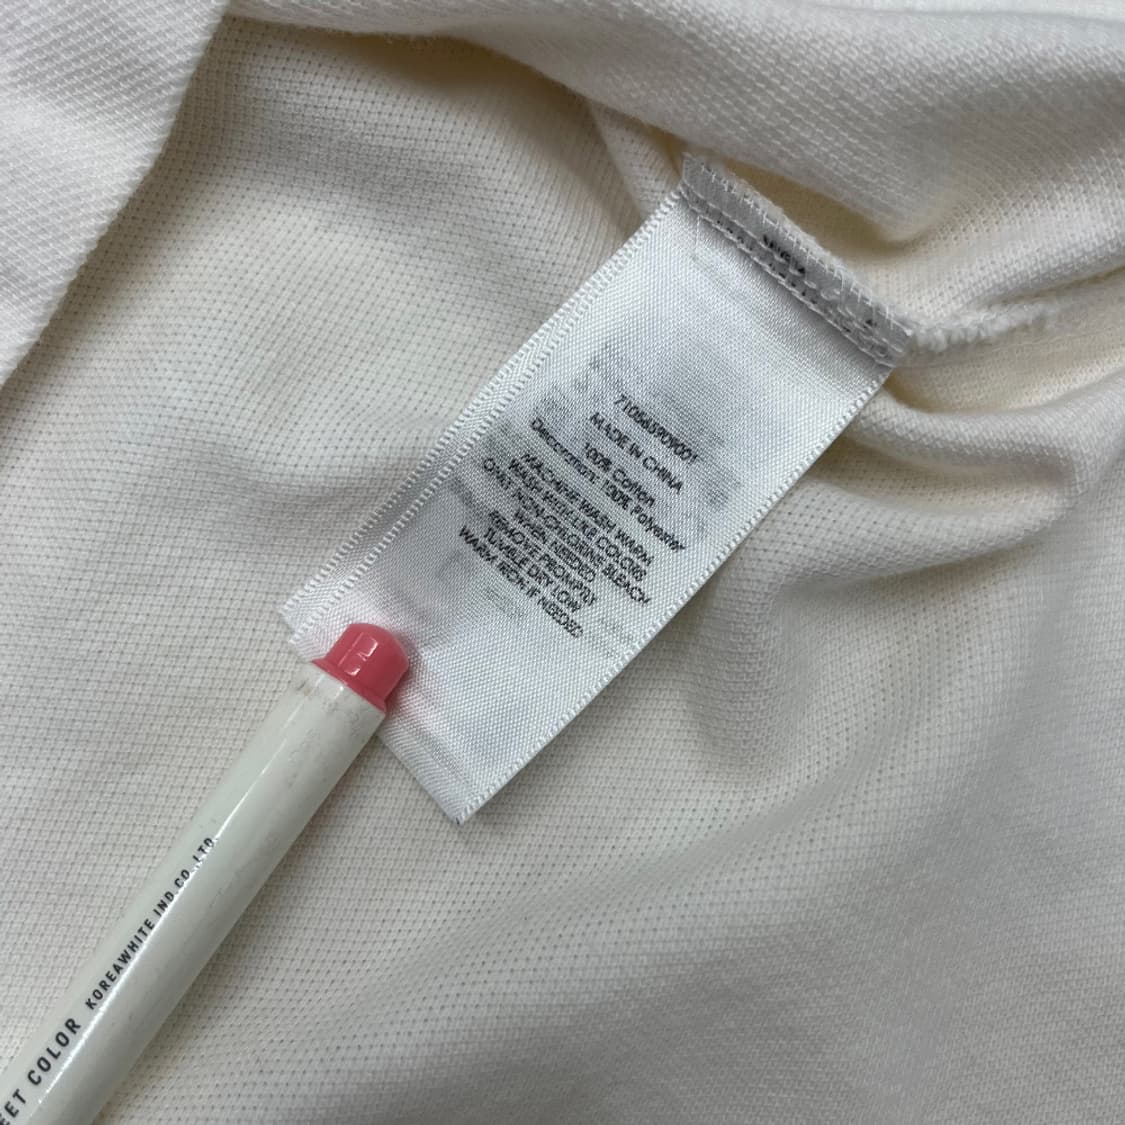 710565909001
MADE IN CHINA
100% Cotton
Decoration: 100% Polyester
MACHINE WASH WARM
WASH WITH LIKE COLORS
ONLY NON-CHLORINE BLEACH
WHEN NEEDED
REMOVE PROMPTLY
TUMBLE DRY LOW
WARM IRON IF NEEDED
COLOR KOREAWHITE IND.CO.,LTD.